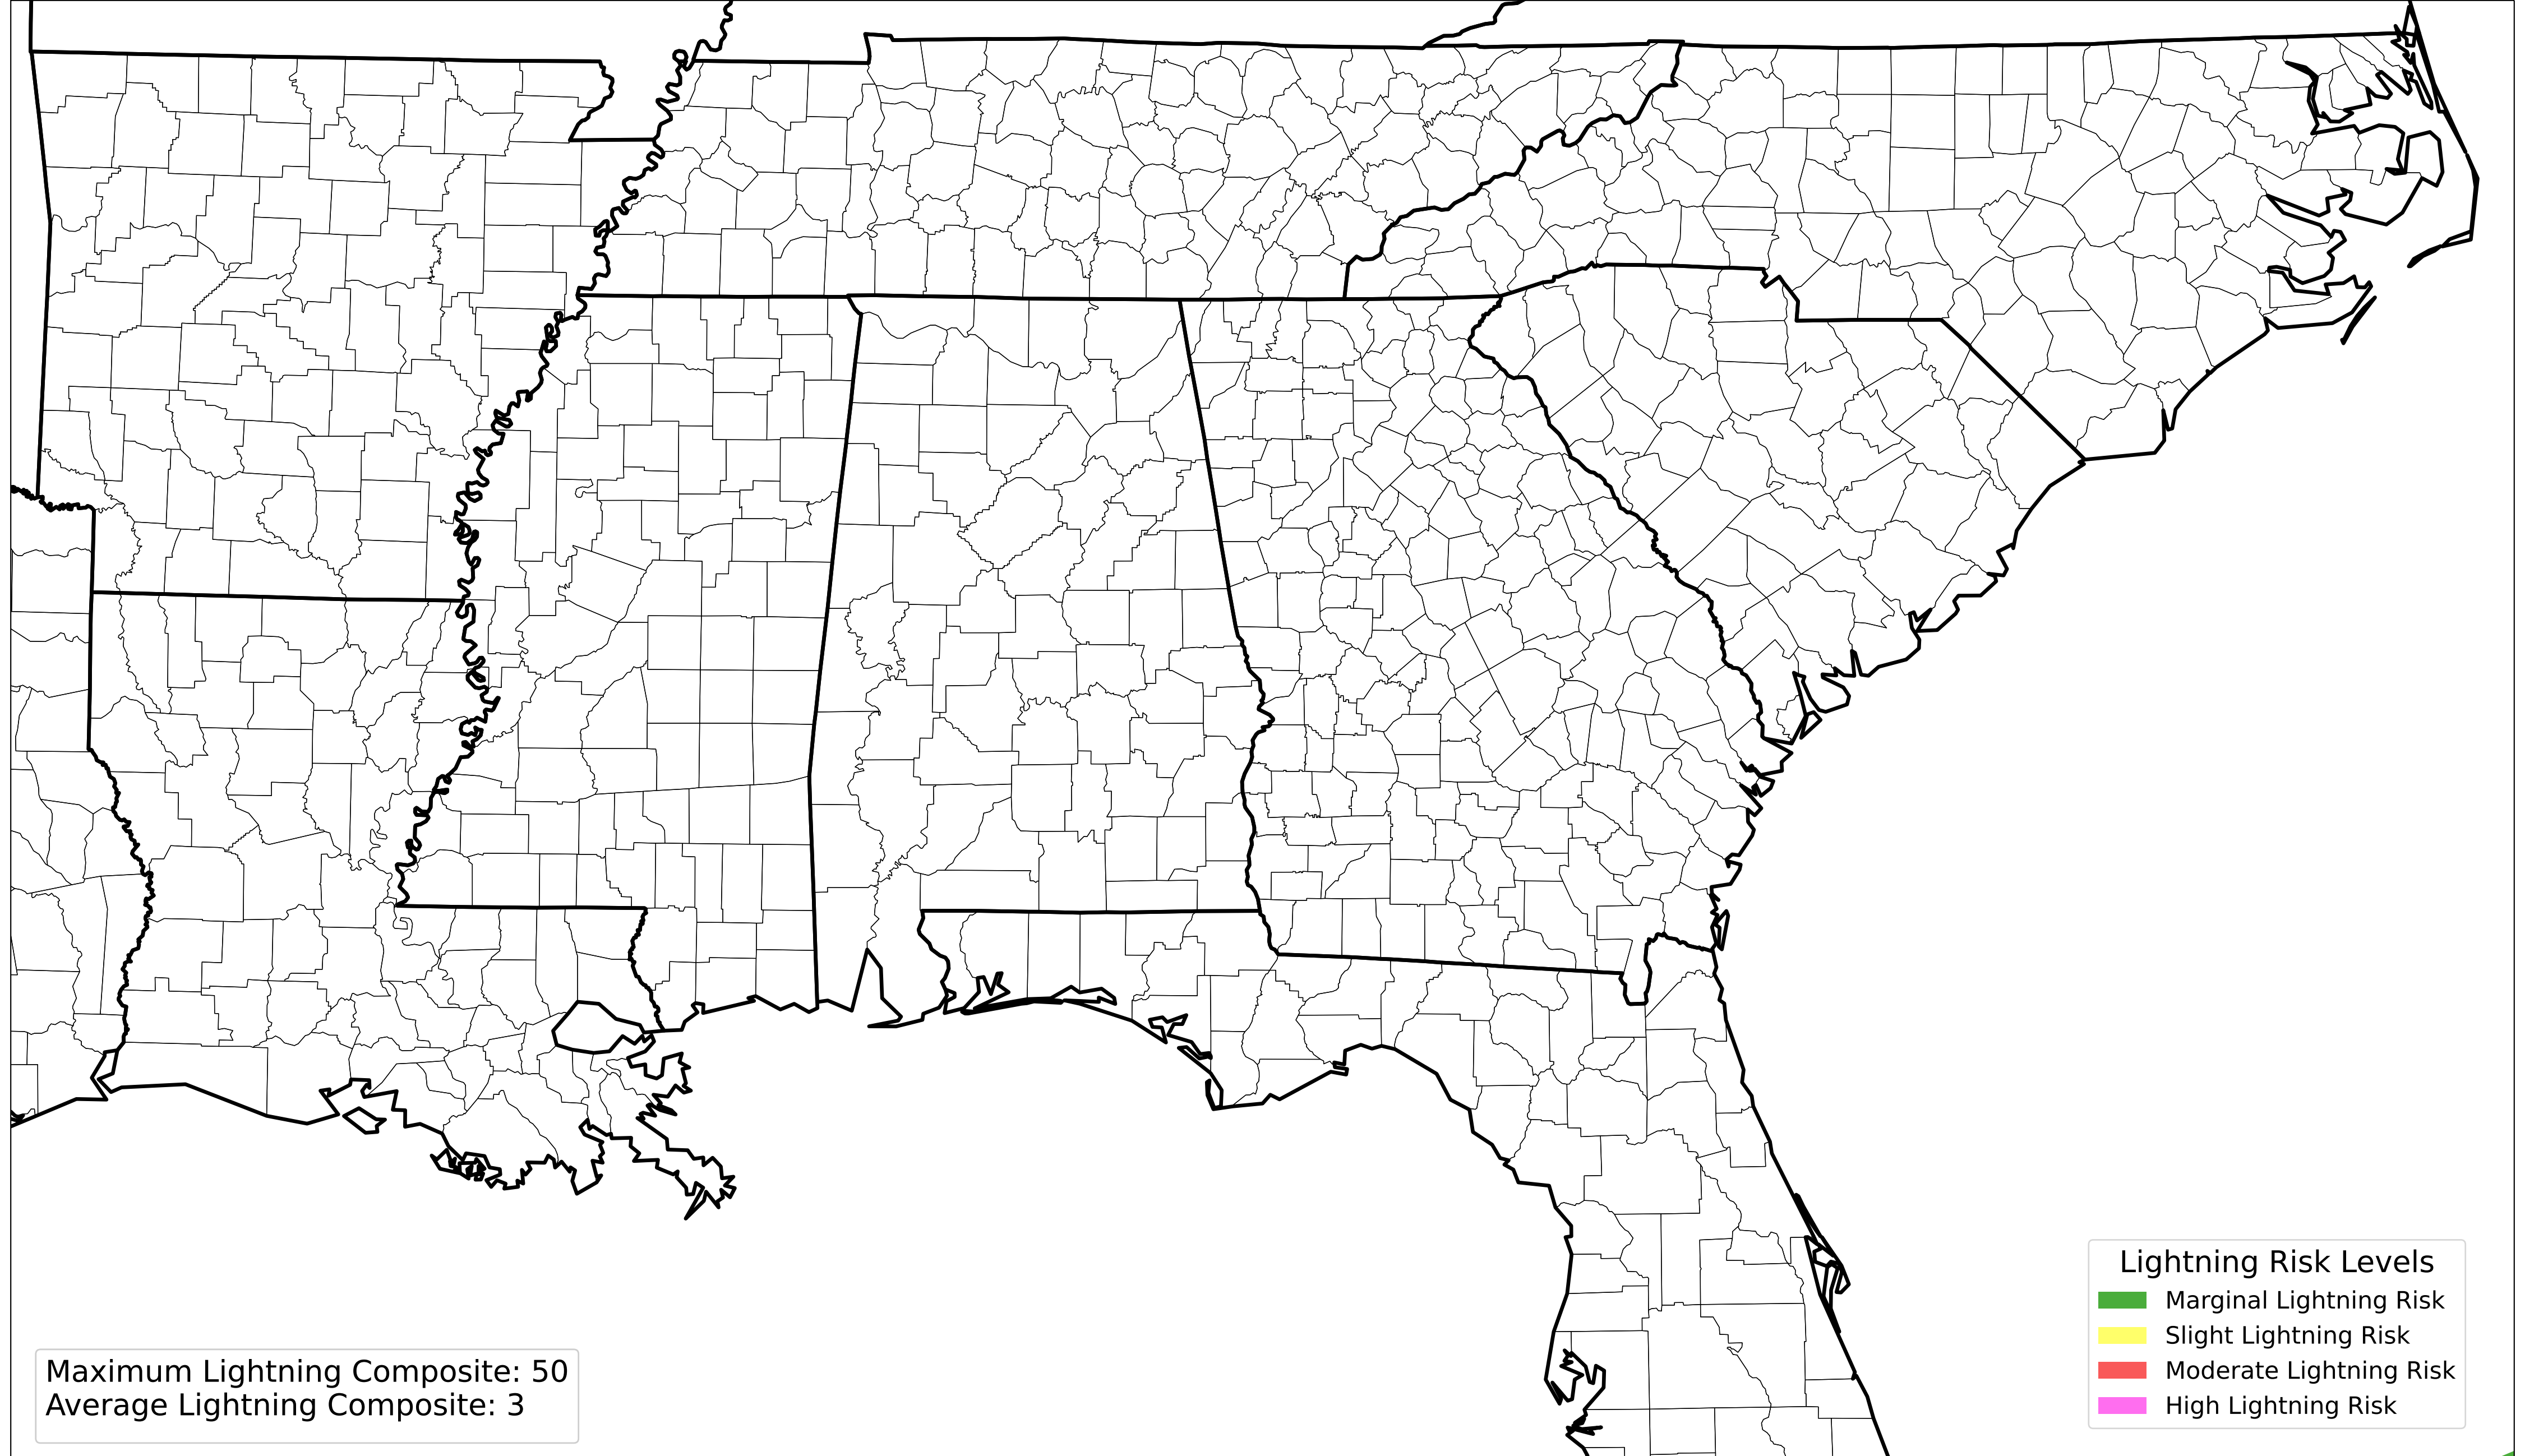 Lightning Risk Levels
Marginal Lightning Risk
Slight Lightning Risk
Moderate Lightning Risk
High Lightning Risk
Maximum Lightning Composite: 50
Average Lightning Composite: 3